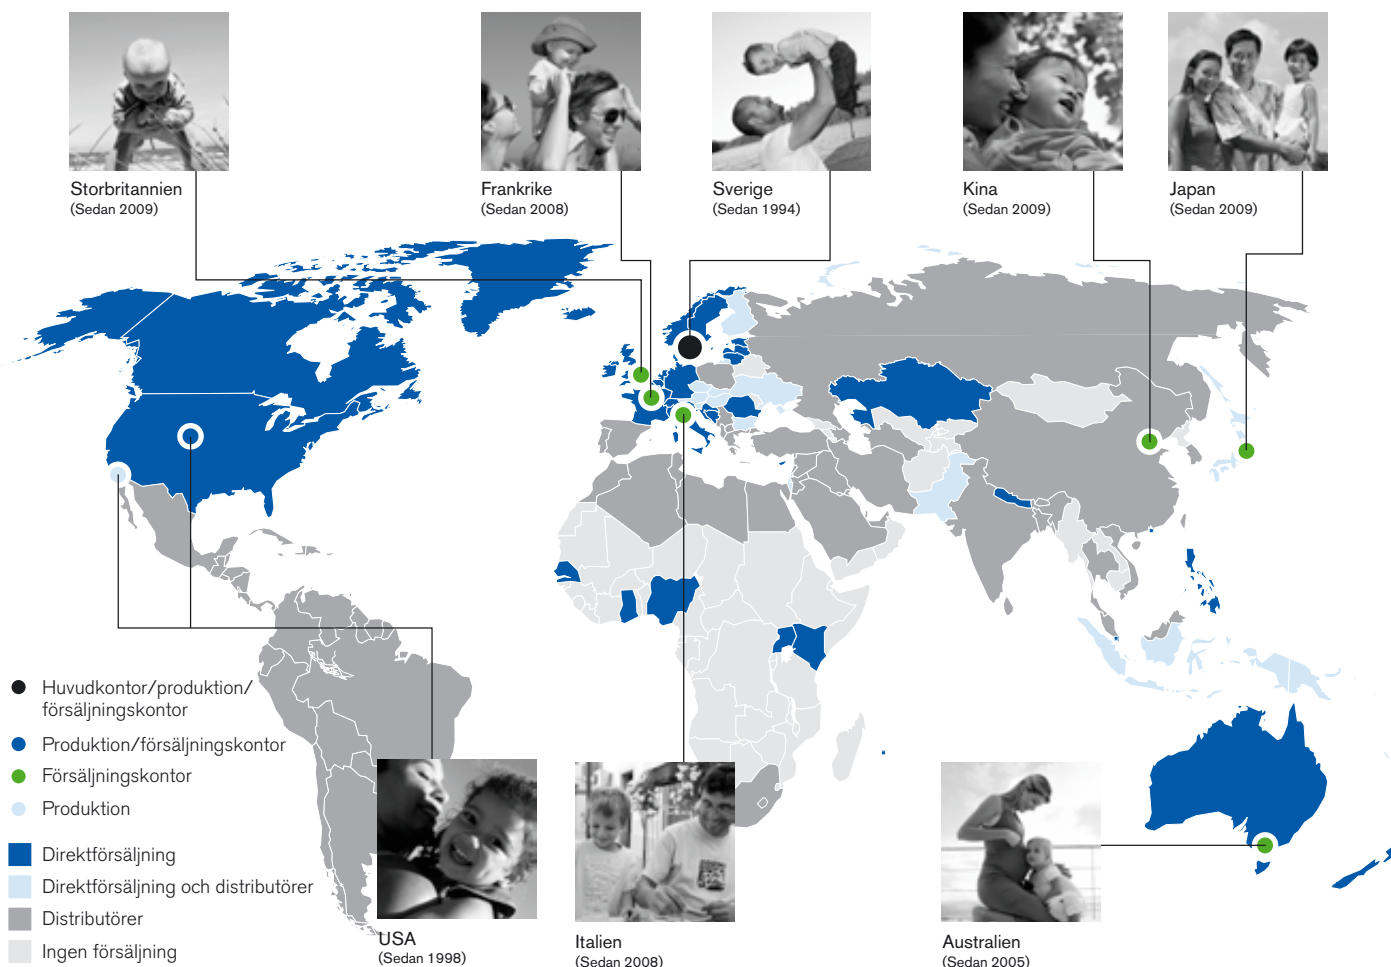 Storbritannien
(Sedan 2009)
Frankrike
(Sedan 2008)
Sverige
(Sedan 1994)
Kina
(Sedan 2009)
Japan
(Sedan 2009)
Huvudkontor/produktion/
försäljningskontor
Produktion/försäljningskontor
Försäljningskontor
Produktion
Direktförsäljning
Direktförsäljning och distributörer
Distributörer
Ingen försäljning
USA
(Sedan 1998)
Italien
(Sedan 2008)
Australien
(Sedan 2005)